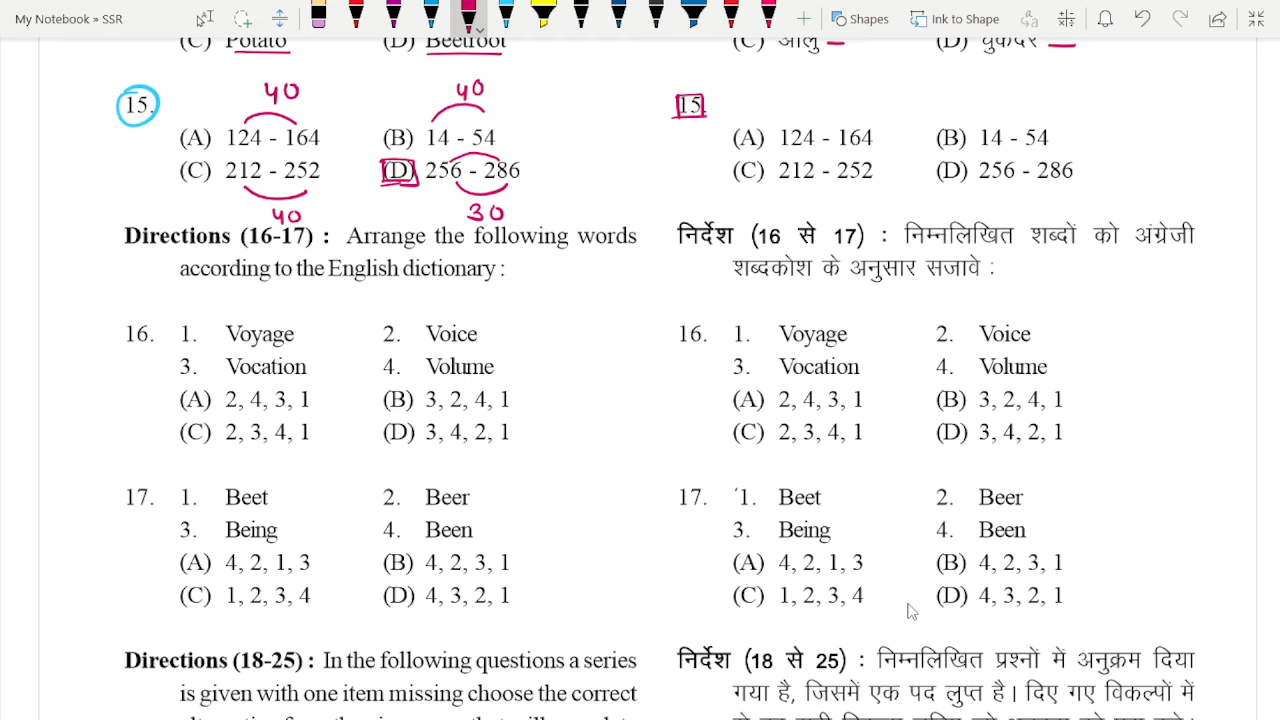 My Notebook » SSR
Shapes
Ink to Shape
(C) Potato (D) Beetroot
40 40
15.
(A) 124 - 164 (B) 14 - 54
(C) 212 - 252 (D) 256 - 286
40 30
Directions (16-17) : Arrange the following words
according to the English dictionary :
16. 1. Voyage 2. Voice
3. Vocation 4. Volume
(A) 2, 4, 3, 1 (B) 3, 2, 4, 1
(C) 2, 3, 4, 1 (D) 3, 4, 2, 1
17. 1. Beet 2. Beer
3. Being 4. Been
(A) 4, 2, 1, 3 (B) 4, 2, 3, 1
(C) 1, 2, 3, 4 (D) 4, 3, 2, 1
Directions (18-25) : In the following questions a series
is given with one item missing choose the correct
(C) आलु (D) चुकंदर
15.
(A) 124 - 164 (B) 14 - 54
(C) 212 - 252 (D) 256 - 286
निर्देश (16 से 17) : निम्नलिखित शब्दों को अंग्रेजी
शब्दकोश के अनुसार सजावे :
16. 1. Voyage 2. Voice
3. Vocation 4. Volume
(A) 2, 4, 3, 1 (B) 3, 2, 4, 1
(C) 2, 3, 4, 1 (D) 3, 4, 2, 1
17. 1. Beet 2. Beer
3. Being 4. Been
(A) 4, 2, 1, 3 (B) 4, 2, 3, 1
(C) 1, 2, 3, 4 (D) 4, 3, 2, 1
निर्देश (18 से 25) : निम्नलिखित प्रश्नों में अनुक्रम दिया
गया है, जिसमें एक पद लुप्त है। दिए गए विकल्पों में